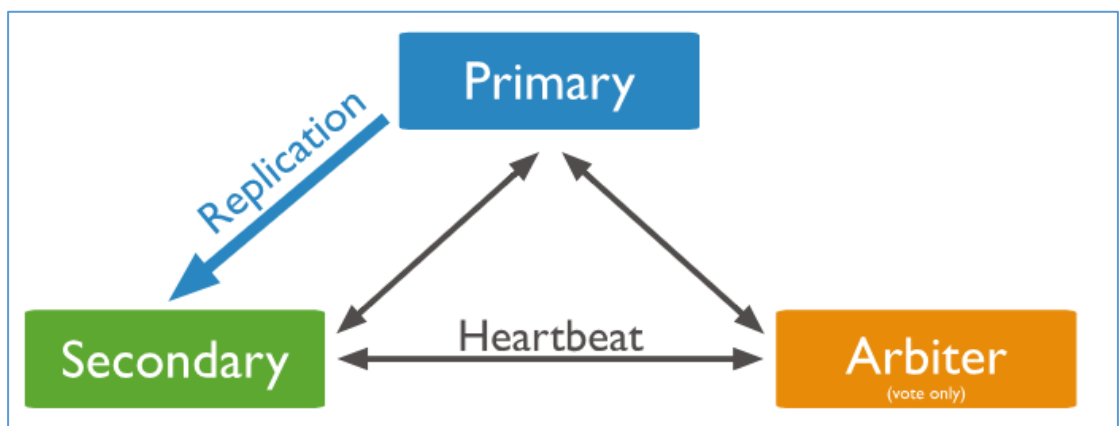 Primary
Replication
Heartbeat
Secondary
Arbiter
(vote only)